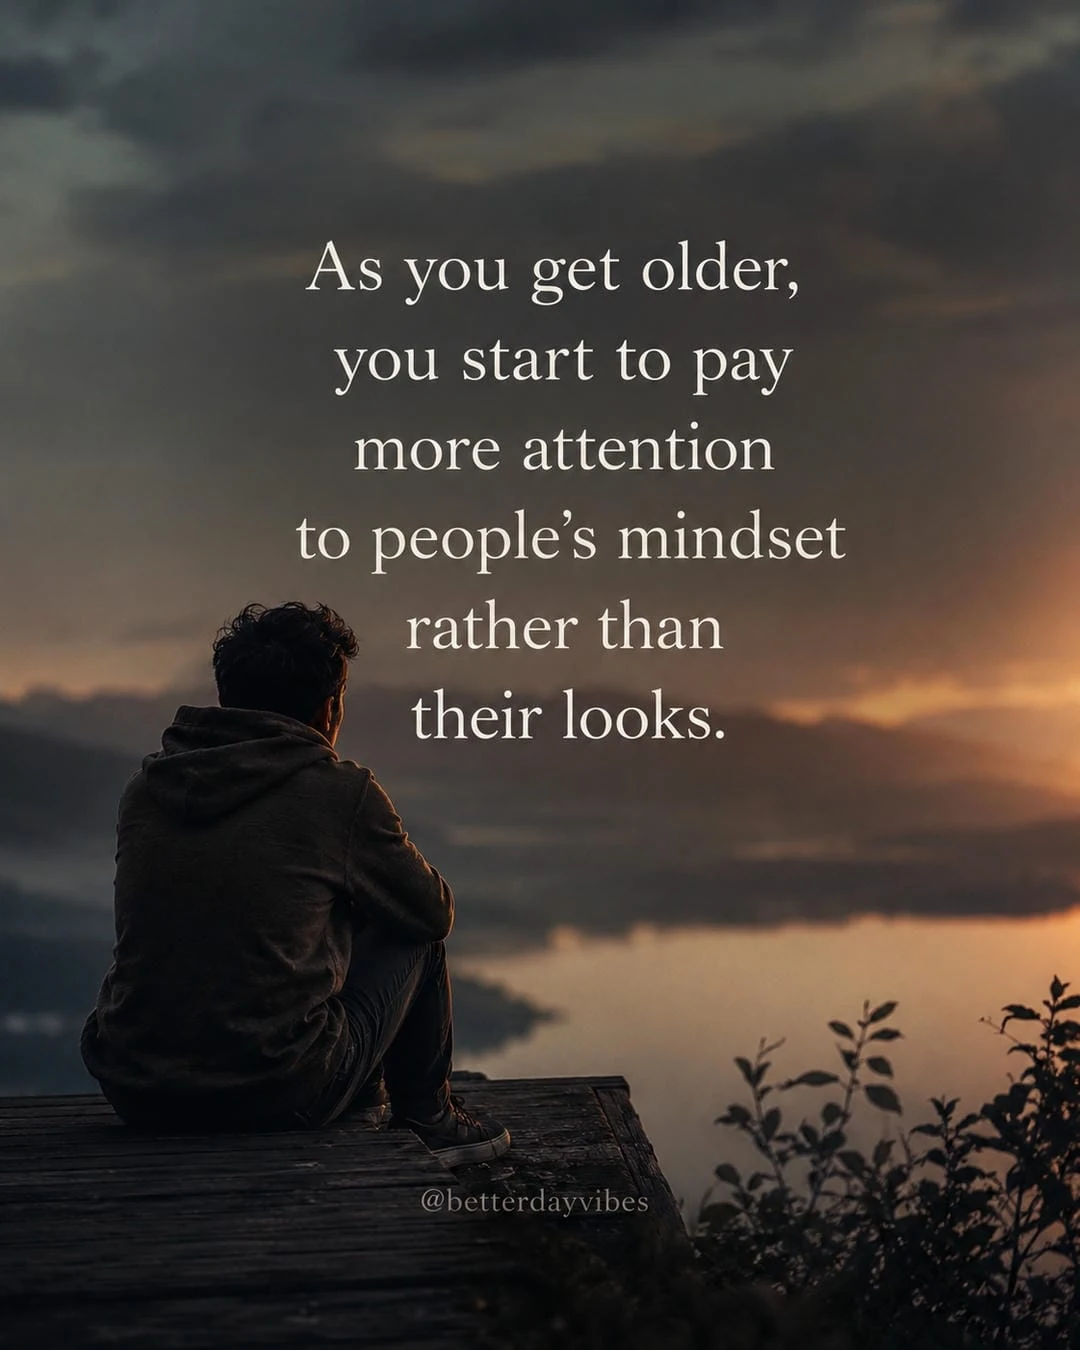 As you get older,
you start to pay
more attention
to people’s mindset
rather than
their looks.
@betterdayvibes